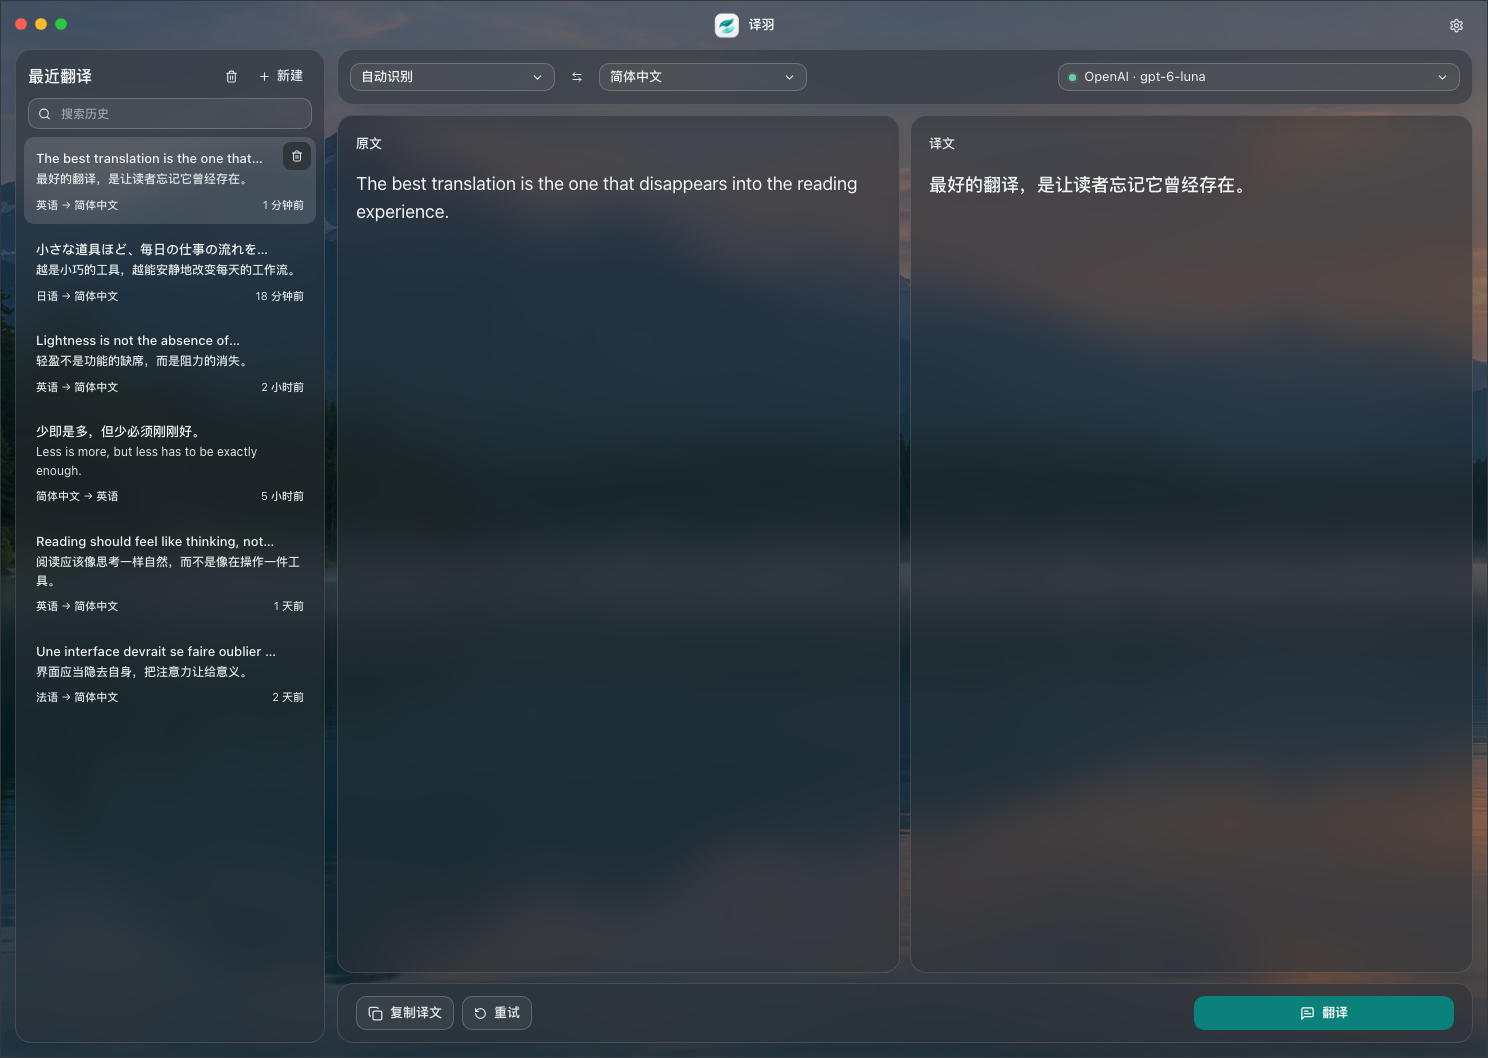 译羽
最近翻译
新建
搜索历史
The best translation is the one that...
最好的翻译，是让读者忘记它曾经存在。
英语 → 简体中文
1 分钟前
小さな道具ほど、毎日の仕事の流れを...
越是小巧的工具，越能安静地改变每天的工作流。
日语 → 简体中文
18 分钟前
Lightness is not the absence of...
轻盈不是功能的缺席，而是阻力的消失。
英语 → 简体中文
2 小时前
少即是多，但少必须刚刚好。
Less is more, but less has to be exactly
enough.
简体中文 → 英语
5 小时前
Reading should feel like thinking, not...
阅读应该像思考一样自然，而不是像在操作一件工
具。
英语 → 简体中文
1 天前
Une interface devrait se faire oublier ...
界面应当隐去自身，把注意力让给意义。
法语 → 简体中文
2 天前
自动识别
简体中文
OpenAI · gpt-6-luna
原文
The best translation is the one that disappears into the reading
experience.
译文
最好的翻译，是让读者忘记它曾经存在。
复制译文
重试
翻译